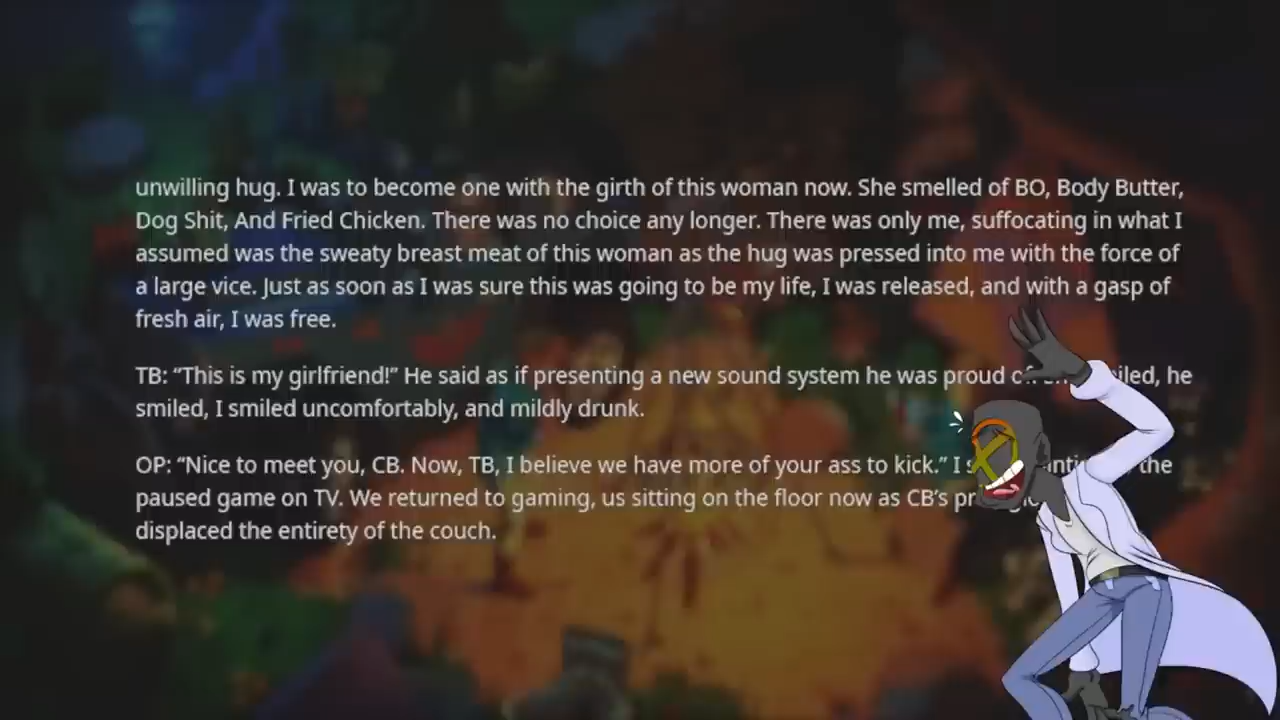 unwilling hug. I was to become one with the girth of this woman now. She smelled of BO, Body Butter,
Dog Shit, And Fried Chicken. There was no choice any longer. There was only me, suffocating in what I
assumed was the sweaty breast meat of this woman as the hug was pressed into me with the force of
a large vice. Just as soon as I was sure this was going to be my life, I was released, and with a gasp of
fresh air, I was free.
TB: “This is my girlfriend!” He said as if presenting a new sound system he was proud he
smiled, I smiled uncomfortably, and mildly drunk.
OP: “Nice to meet you, CB. Now, TB, I believe we have more of your ass to kick.” I the
paused game on TV. We returned to gaming, us sitting on the floor now as CB’s
displaced the entirety of the couch.